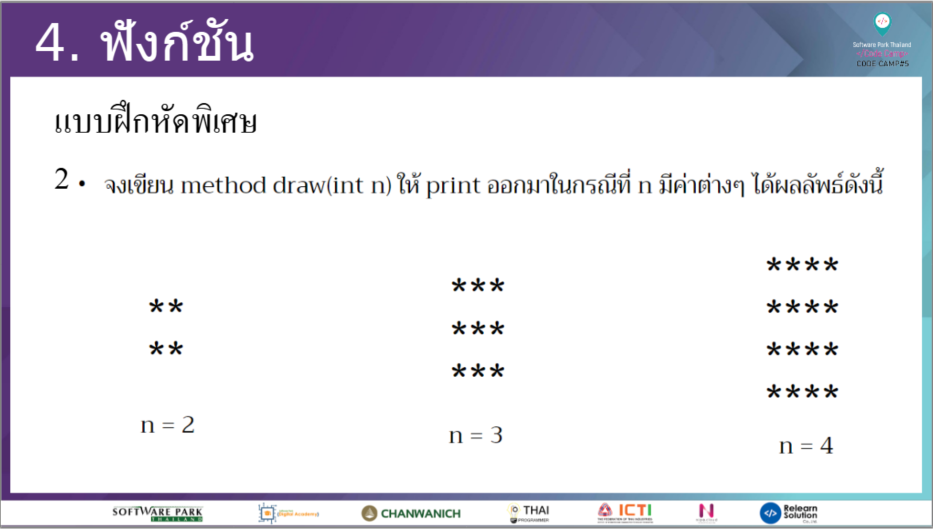 4. ฟังก์ชัน
Software Park Thailand
CODE CAMP#5
แบบฝึกหัดพิเศษ
2 • จงเขียน method draw(int n) ให้ print ออกมาในกรณีที่ n มีค่าต่างๆ ได้ผลลัพธ์ดังนี้
**
**
n = 2
***
***
***
n = 3
****
****
****
****
n = 4
SOFTWARE PARK
THAILAND
Digital Academy
CHANWANICH
THAI
PROGRAMMER
ICTI
N
Relearn
Solution